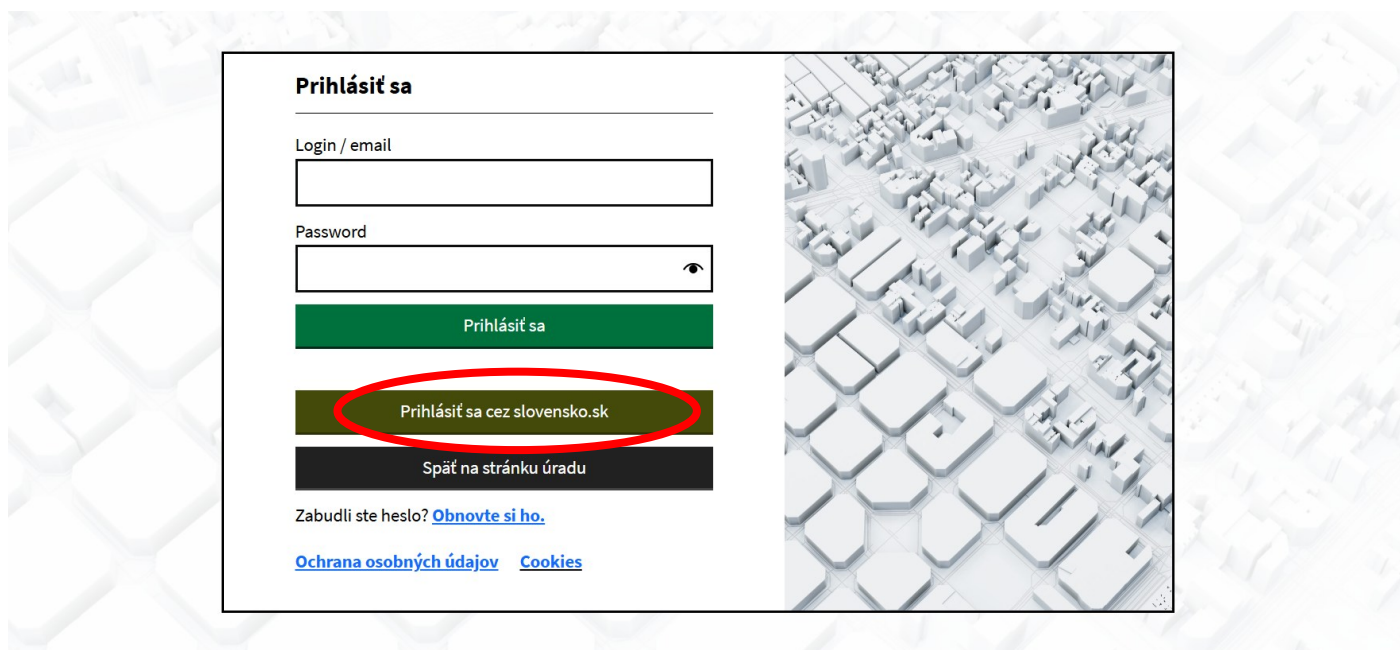 Prihlásiť sa
Login / email
Password
Prihlásiť sa
Prihlásiť sa cez slovensko.sk
Späť na stránku úradu
Zabudli ste heslo? Obnovte si ho.
Ochrana osobných údajov Cookies